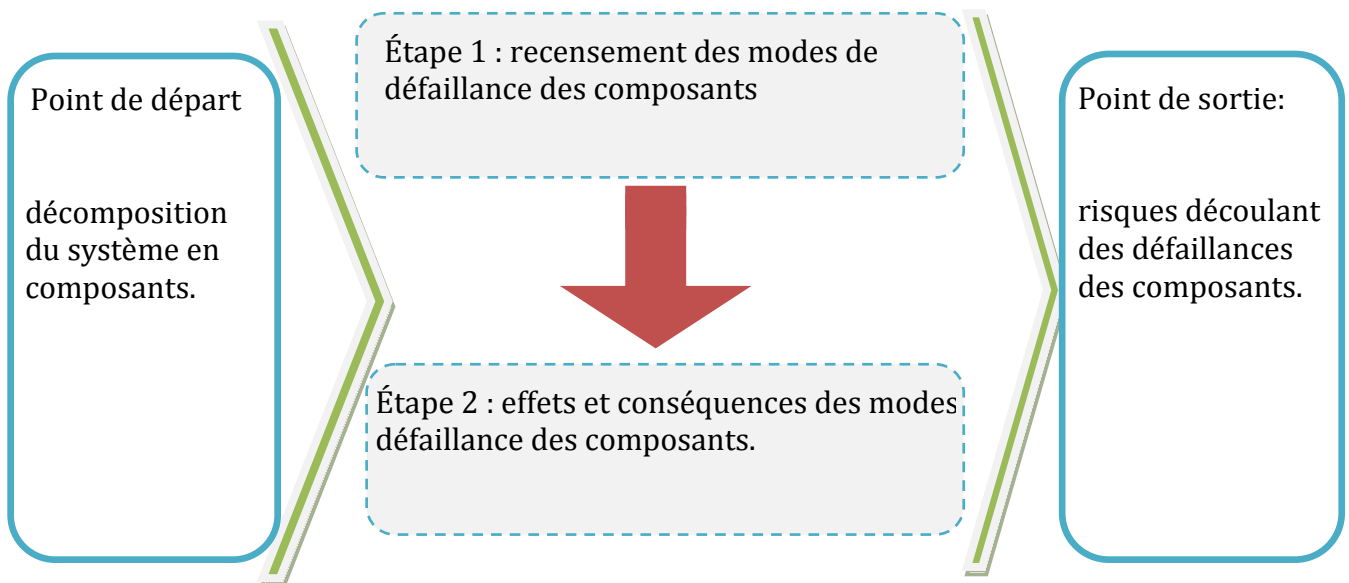 Point de départ
décomposition
du système en
composants.
Étape 1 : recensement des modes de
défaillance des composants
Étape 2 : effets et conséquences des modes
défaillance des composants.
Point de sortie:
risques découlant
des défaillances
des composants.